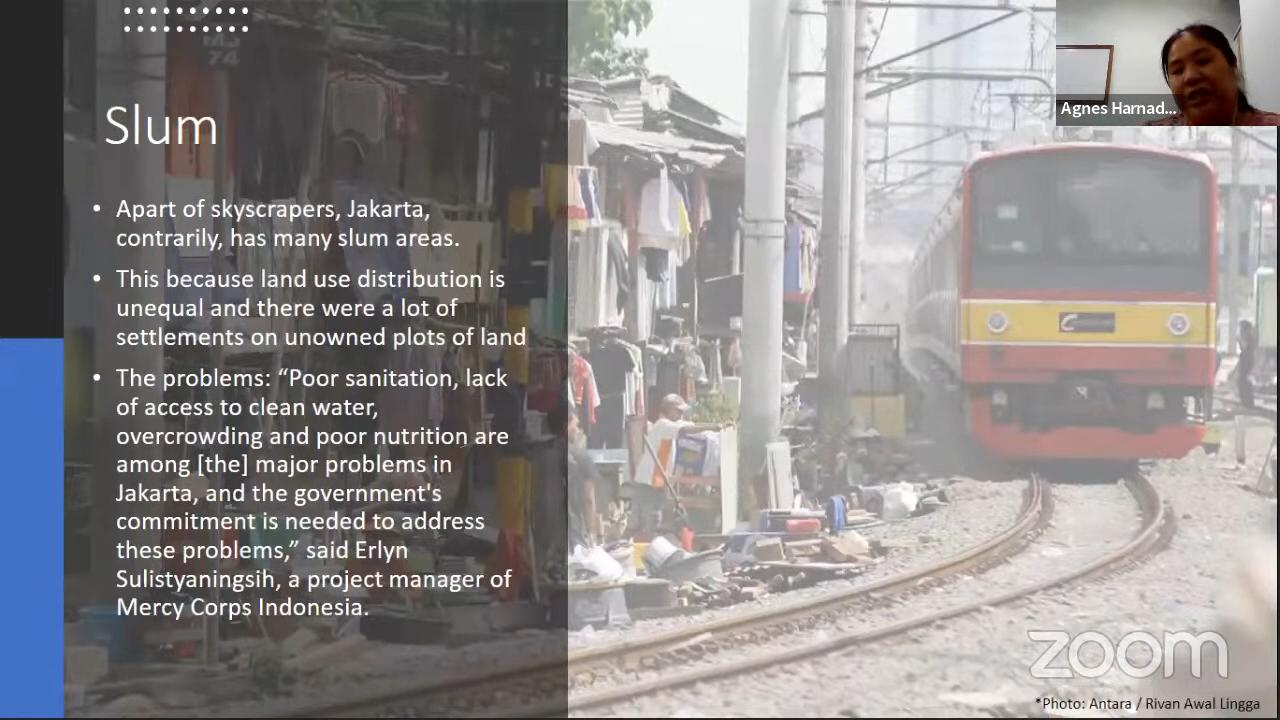 Slum
• Apart of skyscrapers, Jakarta,
contrarily, has many slum areas.
• This because land use distribution is
unequal and there were a lot of
settlements on unowned plots of land
• The problems: “Poor sanitation, lack
of access to clean water,
overcrowding and poor nutrition are
among [the] major problems in
Jakarta, and the government's
commitment is needed to address
these problems,” said Erlyn
Sulistyaningsih, a project manager of
Mercy Corps Indonesia.
Agnes Harnad...
74
zoom
*Photo: Antara / Rivan Awal Lingga